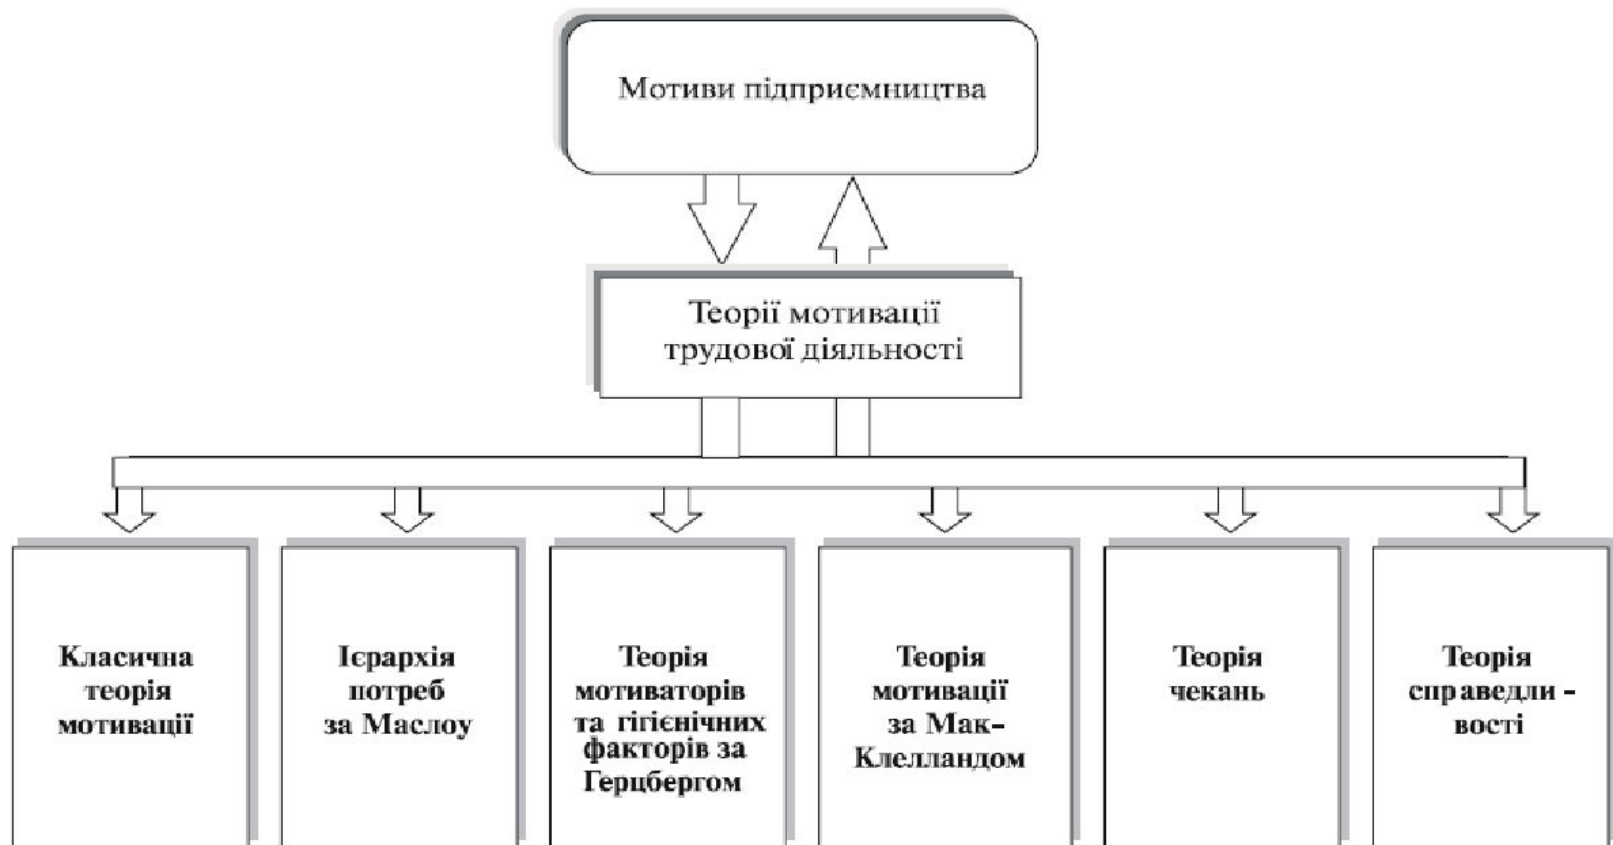 Мотиви підприємництва
Теорії мотивації
трудової діяльності
Класична
теорія
мотивації
Ієрархія
потреб
за Маслоу
Теорія
мотиваторів
та гігієнічних
факторів за
Герцбергом
Теорія
мотивації
за Мак-
Клелландом
Теорія
чекань
Теорія
справедли -
вості